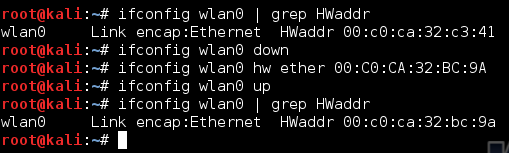 root@kali:~# ifconfig wlan0 | grep HWaddr
wlan0     Link encap:Ethernet  HWaddr 00:c0:ca:32:c3:41
root@kali:~# ifconfig wlan0 down
root@kali:~# ifconfig wlan0 hw ether 00:C0:CA:32:BC:9A
root@kali:~# ifconfig wlan0 up
root@kali:~# ifconfig wlan0 | grep HWaddr
wlan0     Link encap:Ethernet  HWaddr 00:c0:ca:32:bc:9a
root@kali:~#